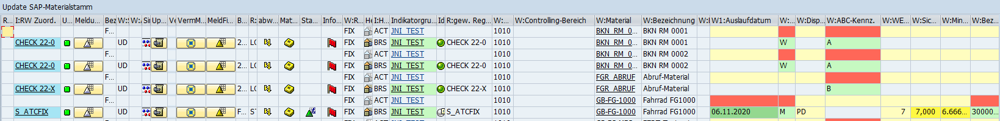 Update SAP-Materialstamm
R... I:RW Zuord. U... Meldu... Bez W:S W:A Sir Up... Ve VermM... MeldFi... B... R: abw... Mat... Sta... Info... W:R... He I:H... Indikatorgru... Id R:gew. Reg... W:... W:Controlling-Bereich W:Material W:Bezeichnung W:I W1:Auslaufdatum W:... W:Disp... W:ABC-Kennz. W:WE... W:Sic... W:Min... W:Bez...
F... FIX ACT JNI_TEST 1010 BKN_RM_0... BKN RM 0001
CHECK 22-0 UD 2... LC FIX BRS JNI_TEST CHECK 22-0 1010 BKN_RM_0... BKN RM 0001 W A
F... FIX ACT JNI_TEST 1010 BKN_RM_0... BKN RM 0002
CHECK 22-0 UD 2... LC FIX BRS JNI_TEST CHECK 22-0 1010 BKN_RM_0... BKN RM 0002 W A
F... FIX ACT JNI_TEST 1010 FGR_ABRUF Abruf-Material
CHECK 22-X UD 2... LC FIX BRS JNI_TEST CHECK 22-X 1010 FGR_ABRUF Abruf-Material B
F... FIX ACT JNI_TEST 1010 GB-FG-1000 Fahrrad FG1000
S_ATCFIX UD F... ST FIX BRS JNI_TEST S_ATCFIX 1010 GB-FG-1000 Fahrrad FG1000 06.11.2020 M PD 7 7,000 6.666... 30000...